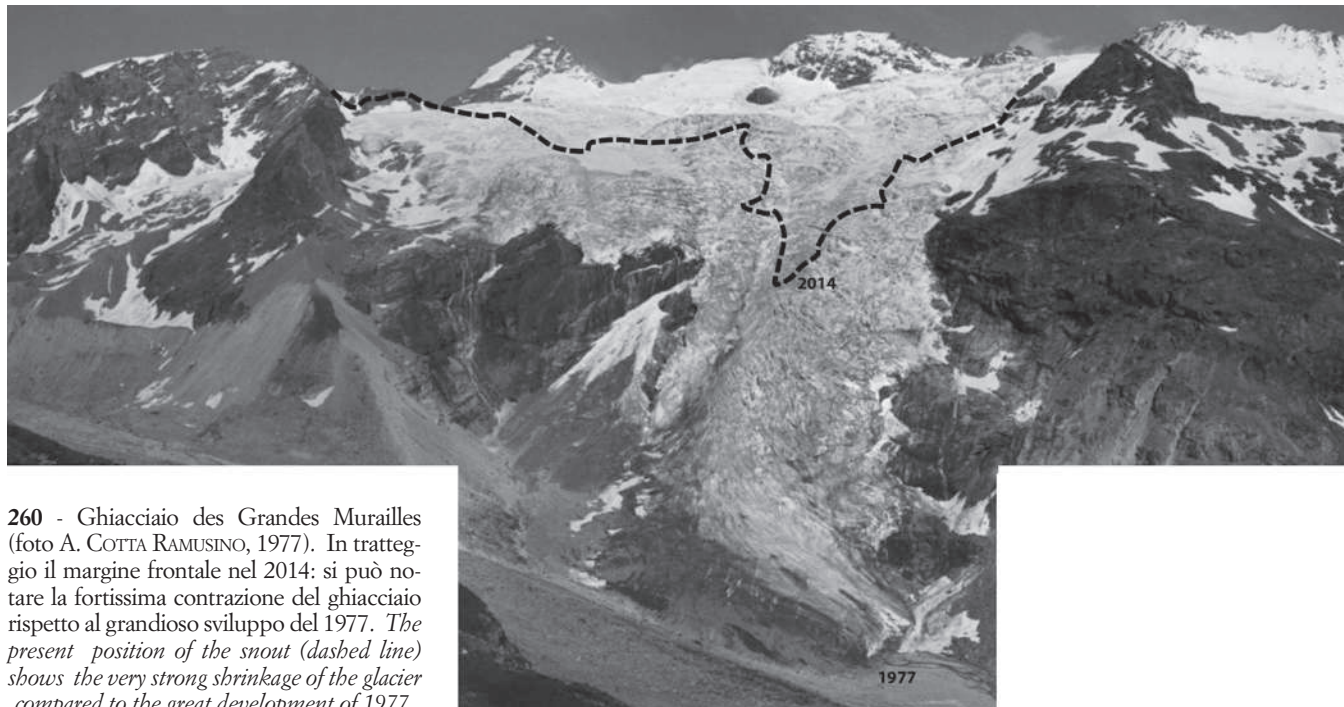 2014
1977
260 - Ghiacciaio des Grandes Murailles
(foto A. COTTA RAMUSINO, 1977). In tratteg-
gio il margine frontale nel 2014: si può no-
tare la fortissima contrazione del ghiacciaio
rispetto al grandioso sviluppo del 1977. The
present position of the snout (dashed line)
shows the very strong shrinkage of the glacier
compared to the great development of 1977.